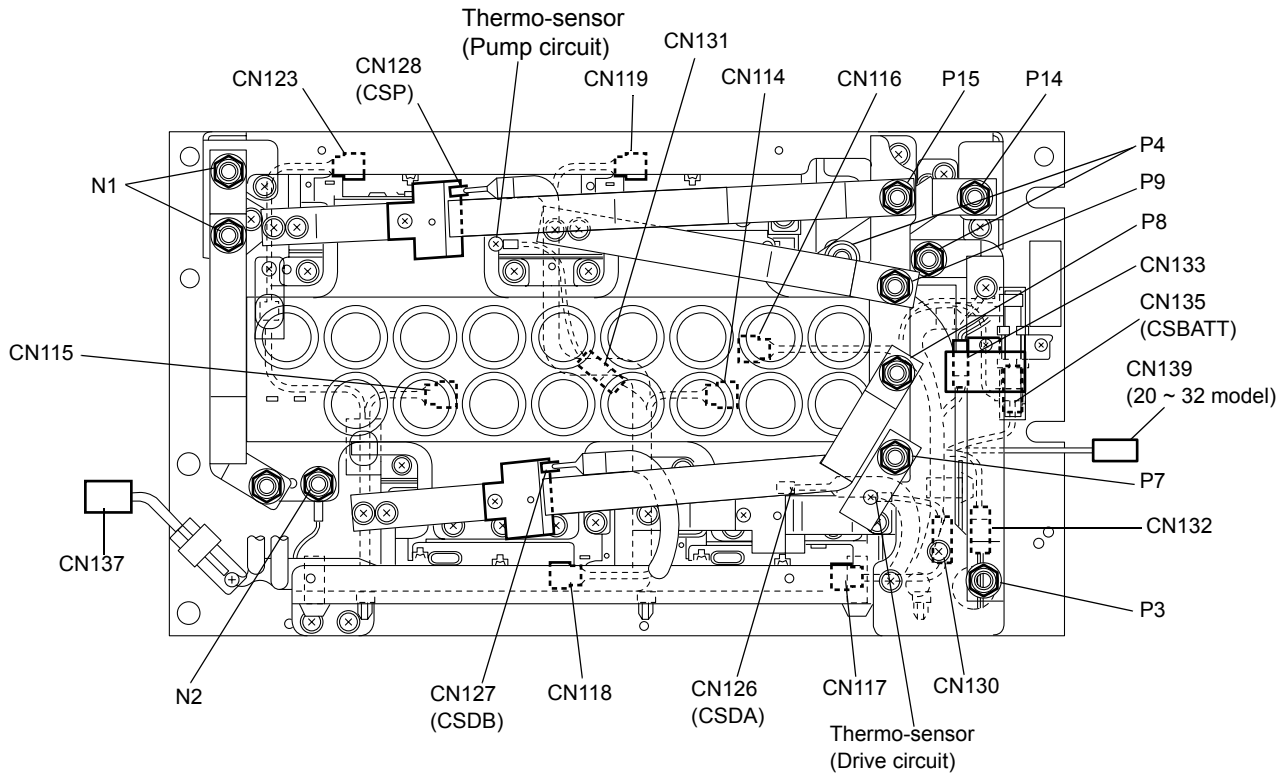 Thermo-sensor
(Pump circuit)
CN131
CN123
CN128
(CSP)
CN119
CN114
CN116
P15
P14
N1
P4
P9
P8
CN133
CN135
(CSBATT)
CN139
(20 ~ 32 model)
CN115
P7
CN132
CN137
P3
N2
CN127
(CSDB)
CN118
CN126
(CSDA)
CN117
CN130
Thermo-sensor
(Drive circuit)